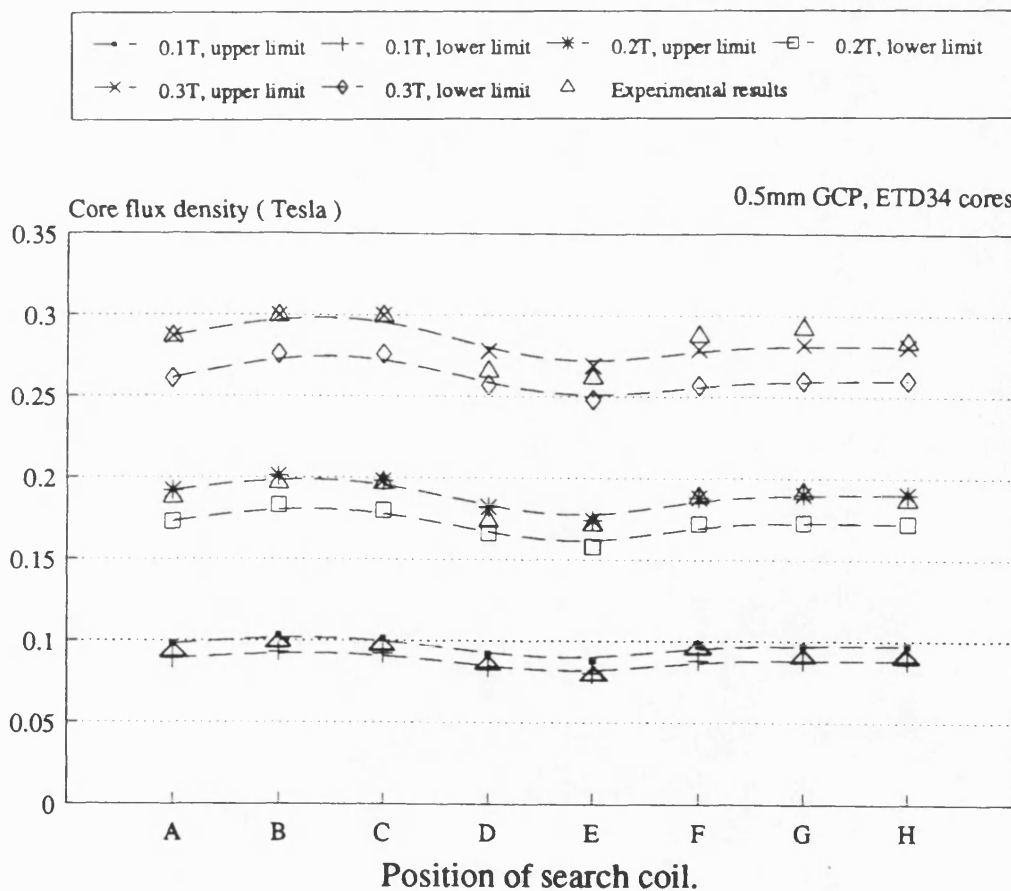 0.1T, upper limit 0.1T, lower limit 0.2T, upper limit 0.2T, lower limit
0.3T, upper limit 0.3T, lower limit Experimental results
Core flux density ( Tesla )
0.5mm GCP, ETD34 cores
0.35
0.3
0.25
0.2
0.15
0.1
0.05
0
A B C D E F G H
Position of search coil.